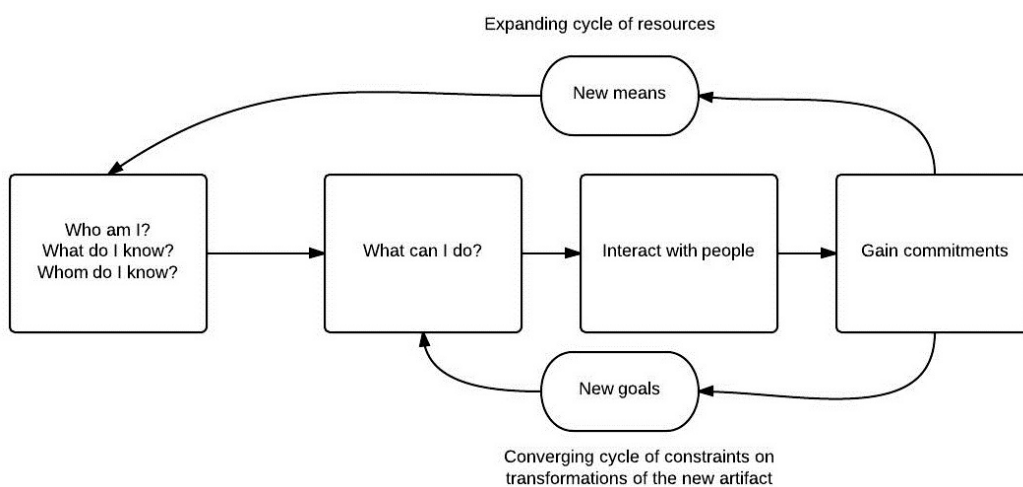 Expanding cycle of resources
New means
Who am I?
What do I know?
Whom do I know?
What can I do?
Interact with people
Gain commitments
New goals
Converging cycle of constraints on
transformations of the new artifact